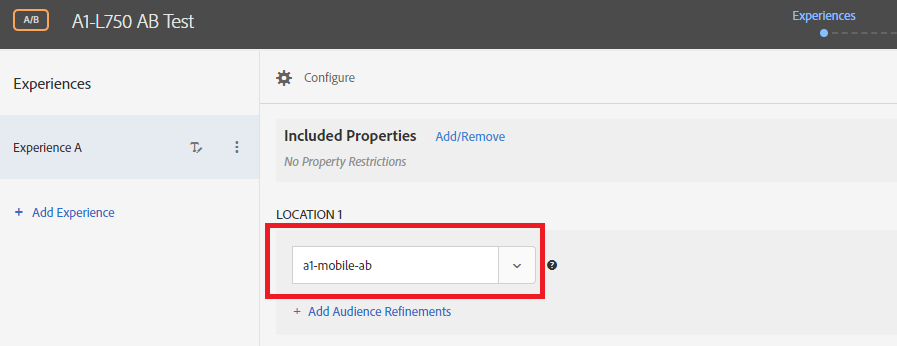 A/B A1-L750 AB Test
Experiences
Experiences
Configure
Included Properties Add/Remove
Experience A
No Property Restrictions
+ Add Experience
LOCATION 1
a1-mobile-ab
+ Add Audience Refinements